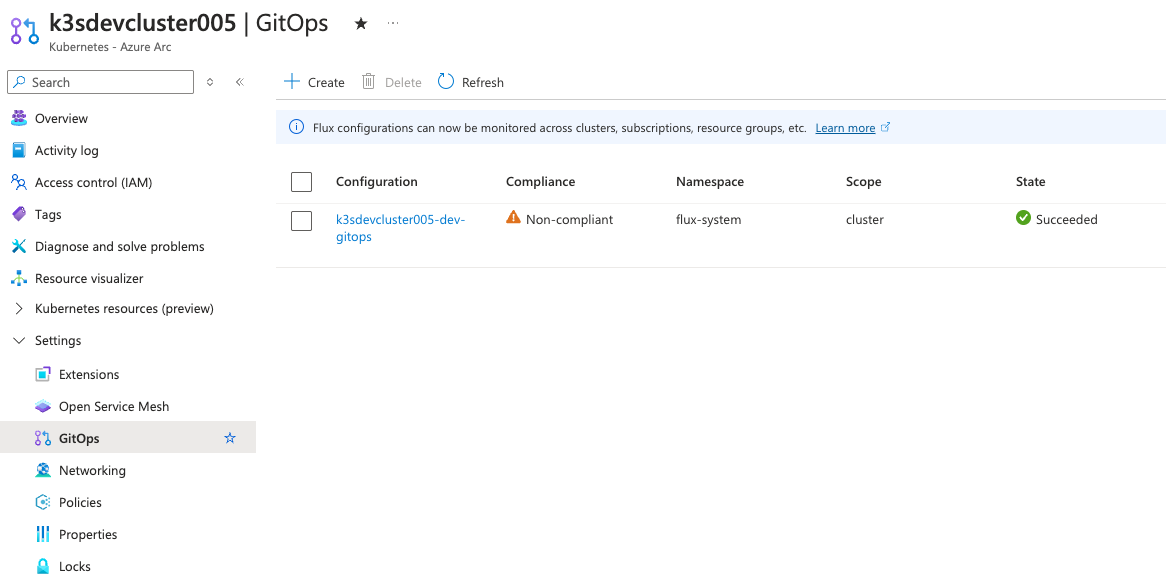 k3sdevcluster005 | GitOps ★ ...
Kubernetes - Azure Arc
Search «
Create Delete Refresh
Flux configurations can now be monitored across clusters, subscriptions, resource groups, etc. Learn more
Overview
Activity log
Access control (IAM)
Tags
Diagnose and solve problems
Resource visualizer
Kubernetes resources (preview)
Settings
Extensions
Open Service Mesh
GitOps
Networking
Policies
Properties
Locks
Configuration Compliance Namespace Scope State
k3sdevcluster005-dev- Non-compliant flux-system cluster Succeeded
gitops